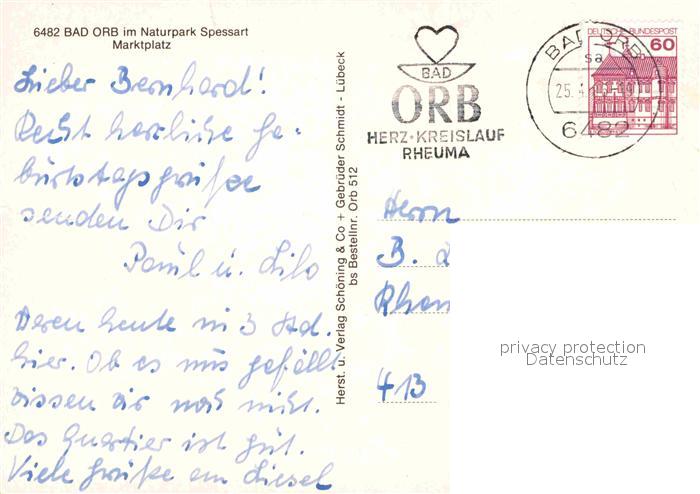 6482 BAD ORB im Naturpark Spessart
Marktplatz
Lieber Bernhard!
Recht herzliche Ge-
burtstagsgrüße
senden Dir
Paul u. Lilo
heute in 3 Std.
hier. Ob es uns gefällt
wissen wir noch nicht.
Das Quartier ist gut.
Viele Grüße an Liesel
Herst. u. Verlag Schöning & Co + Gebrüder Schmidt - Lübeck
bs Bestellnr. Orb 512
BAD
ORB
HERZ-KREISLAUF
RHEUMA
BAD ORB
sa
25.4.
6482
DEUTSCHE BUNDESPOST
60
Herrn
B.
Rhein
413
privacy protection
Datenschutz